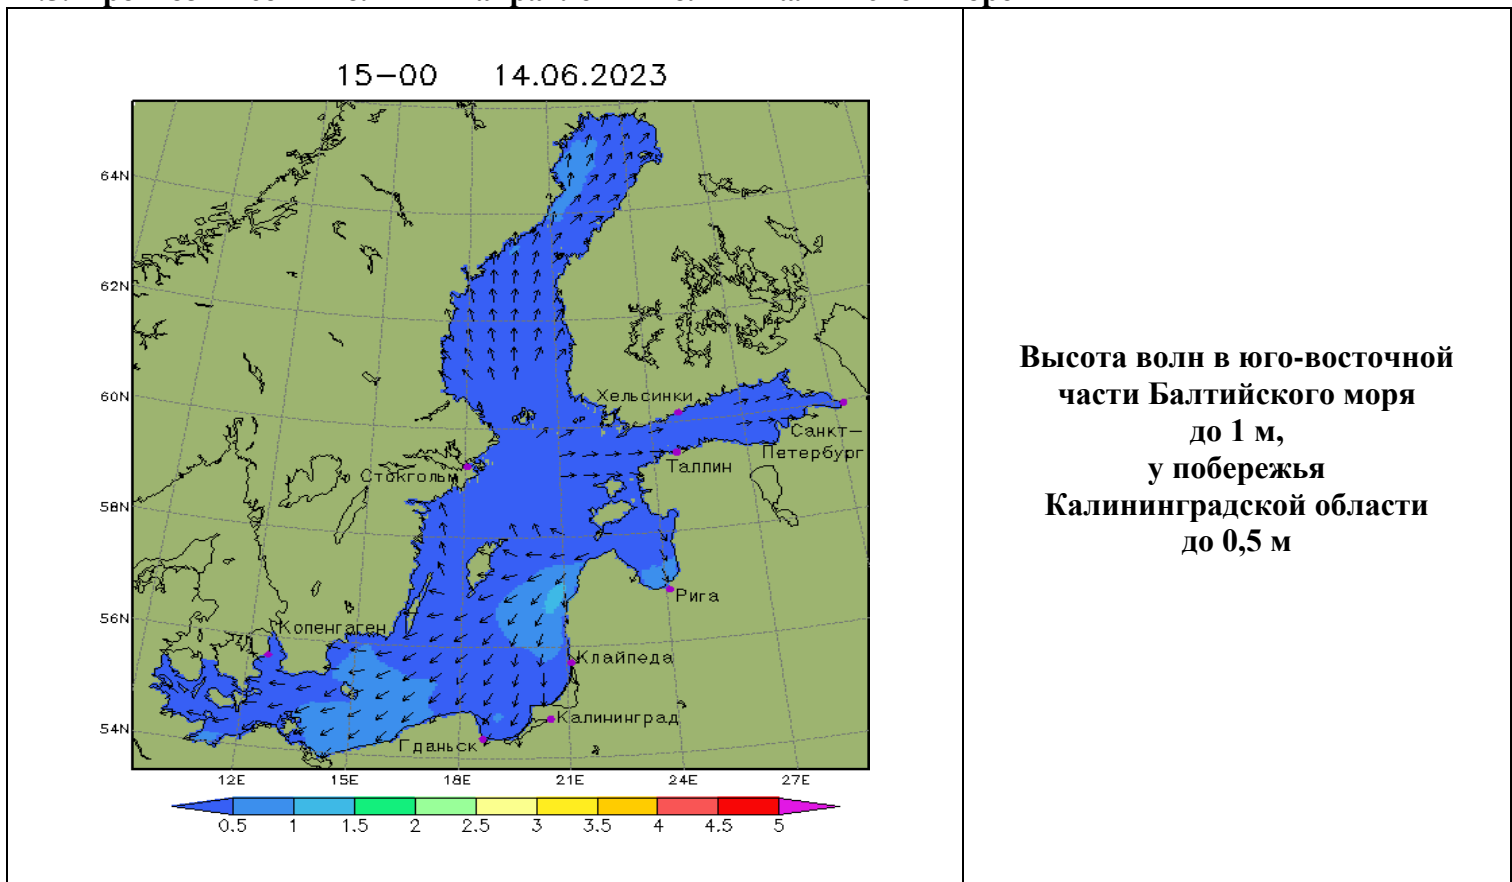 15-00 14.06.2023
64N
62N
60N
58N
56N
54N
Хельсинки
Санкт-
Петербург
Таллин
Стокгольм
Рига
Копенгаген
Клайпеда
Калининград
Гданьск
12E 15E 18E 21E 24E 27E
0.5 1 1.5 2 2.5 3 3.5 4 4.5 5
Высота волн в юго-восточной
части Балтийского моря
до 1 м,
у побережья
Калининградской области
до 0,5 м